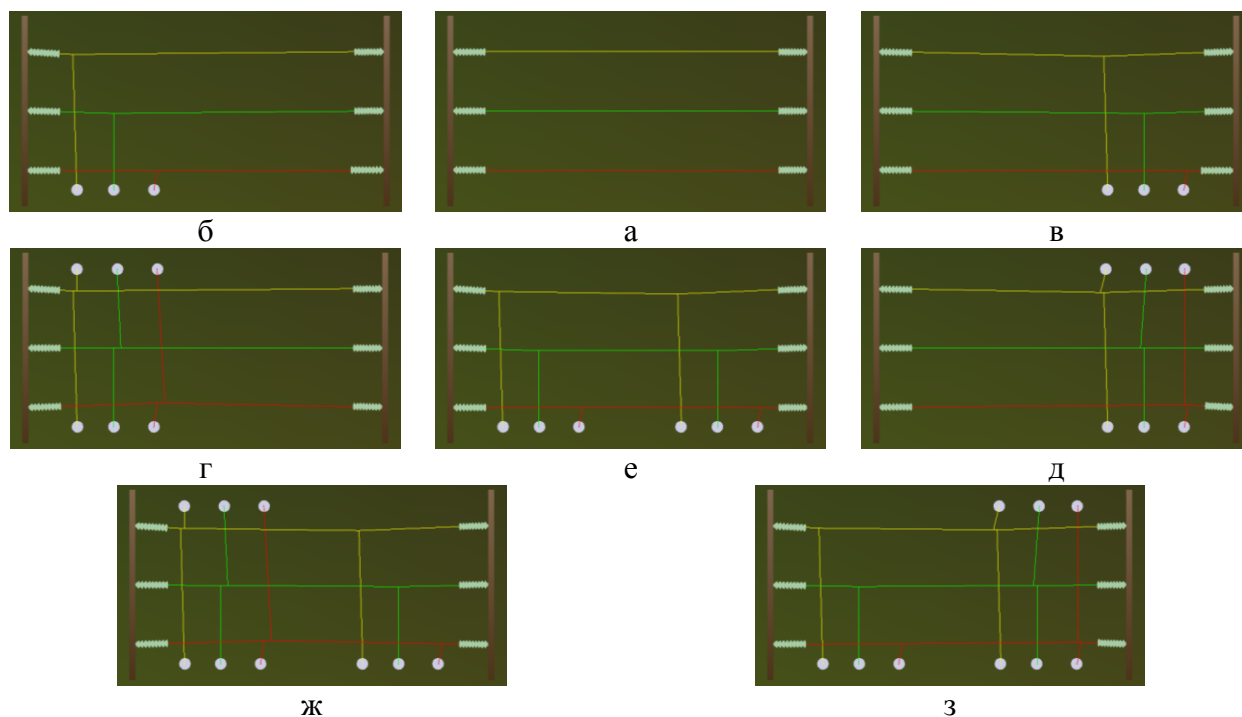 б а в
г е д
ж з